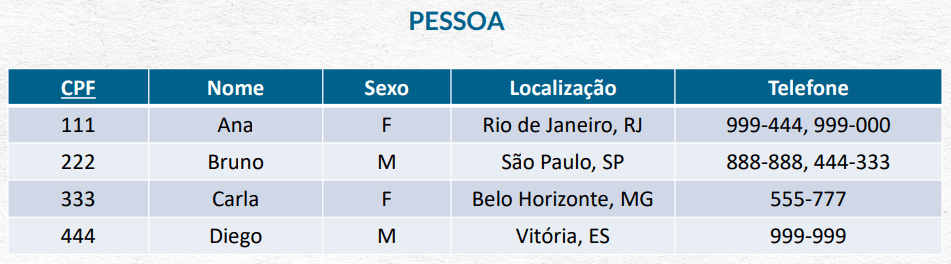 PESSOA
CPF Nome Sexo Localização Telefone
111 Ana F Rio de Janeiro, RJ 999-444, 999-000
222 Bruno M São Paulo, SP 888-888, 444-333
333 Carla F Belo Horizonte, MG 555-777
444 Diego M Vitória, ES 999-999